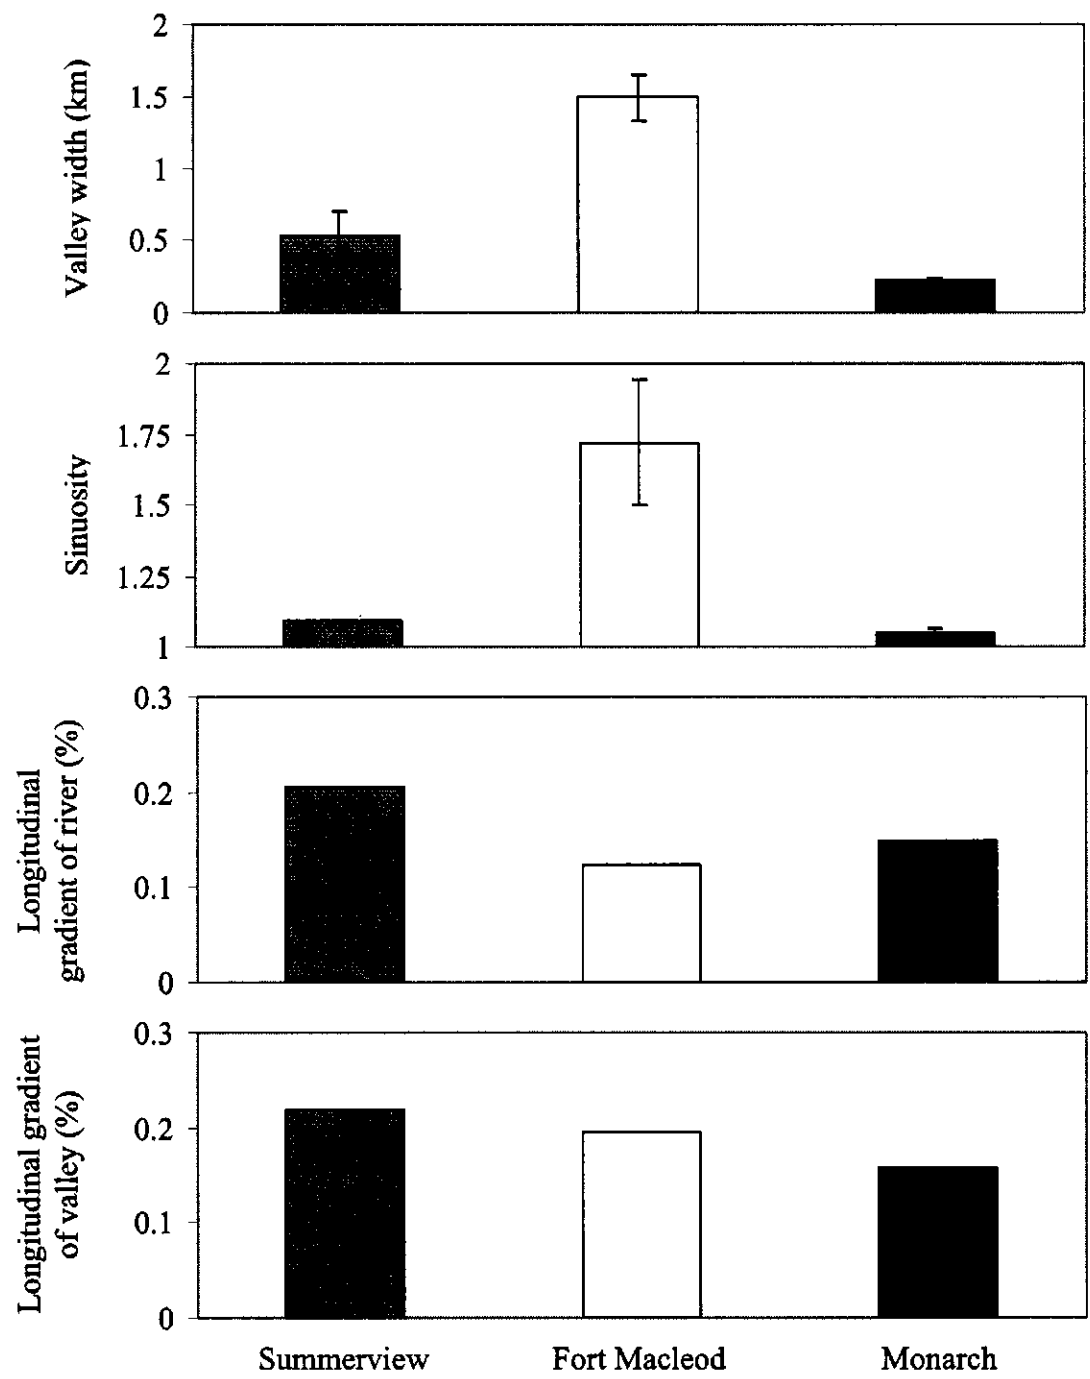 Valley width (km)
2
1.5
1
0.5
0
Sinuosity
2
1.75
1.5
1.25
1
Longitudinal
gradient of river (%)
0.3
0.2
0.1
0
Longitudinal gradient
of valley (%)
0.3
0.2
0.1
0
Summerview Fort Macleod Monarch